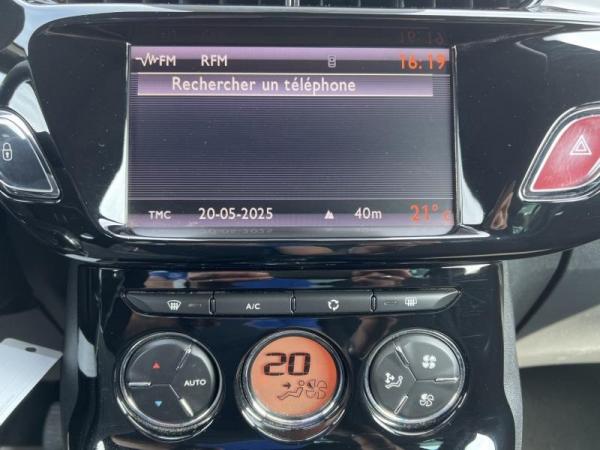 FM RFM 16:19
Rechercher un téléphone
TMC 20-05-2025 40m 21°C
A/C
AUTO
20